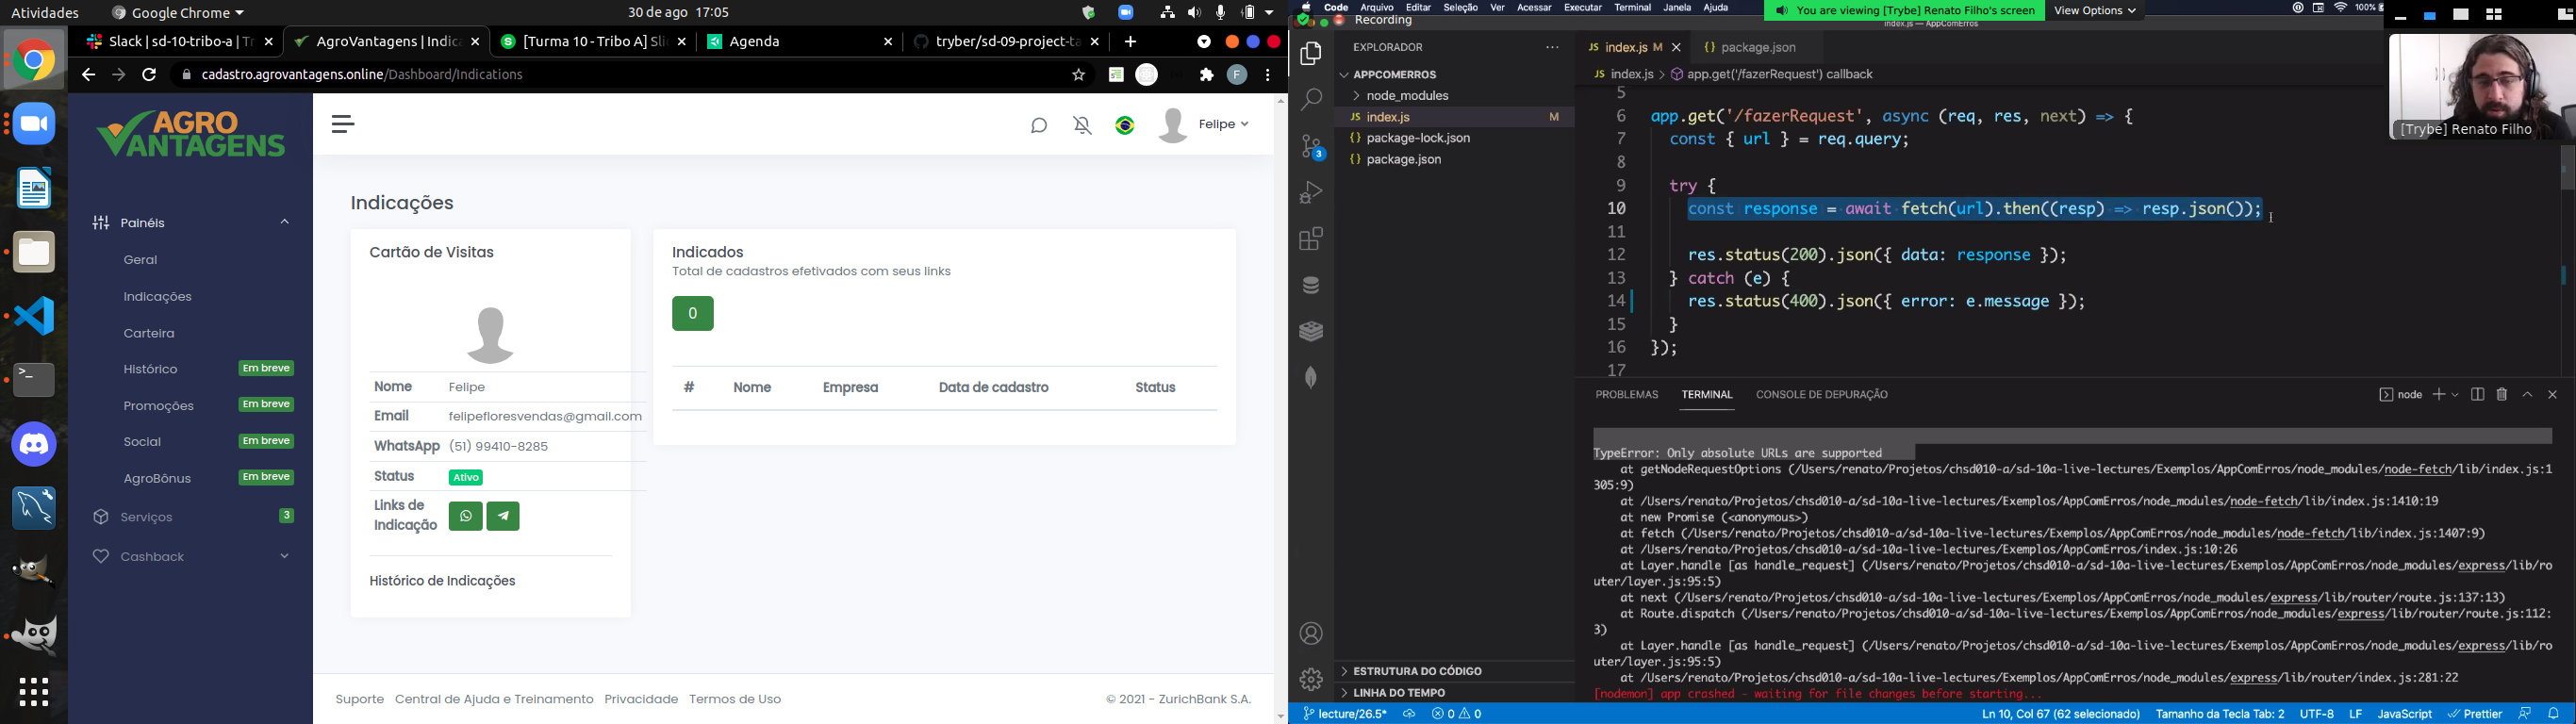 Atividades
Google Chrome
30 de ago 17:05
Slack | sd-10-tribo-a | Tr
AgroVantagens | Indica
[Turma 10 - Tribo A] Slid
Agenda
tryber/sd-09-project-ta
cadastro.agrovantagens.online/Dashboard/Indications
F
AGRO
VANTAGENS
Felipe
Painéis
Geral
Indicações
Carteira
Histórico Em breve
Promoções Em breve
Social Em breve
AgroBônus Em breve
Serviços 3
Cashback
Indicações
Cartão de Visitas
Nome Felipe
Email felipefloresvendas@gmail.com
WhatsApp (51) 99410-8285
Status Ativo
Links de
Indicação
Histórico de Indicações
Indicados
Total de cadastros efetivados com seus links
0
# Nome Empresa Data de cadastro Status
Suporte Central de Ajuda e Treinamento Privacidade Termos de Uso
© 2021 - ZurichBank S.A.
Code Arquivo Editar Seleção Ver Acessar Executar Terminal Janela Ajuda
You are viewing [Trybe] Renato Filho's screen
View Options
100%
Recording
index.js — AppComErros
[Trybe] Renato Filho
EXPLORADOR
APPCOMERROS
node_modules
JS index.js M
{} package-lock.json
{} package.json
3
ESTRUTURA DO CÓDIGO
LINHA DO TEMPO
JS index.js M
{} package.json
JS index.js > app.get('/fazerRequest') callback
5
6 app.get('/fazerRequest', async (req, res, next) => {
7 const { url } = req.query;
8
9 try {
10 const response = await fetch(url).then((resp) => resp.json());
11
12 res.status(200).json({ data: response });
13 } catch (e) {
14 res.status(400).json({ error: e.message });
15 }
16 });
17
PROBLEMAS TERMINAL CONSOLE DE DEPURAÇÃO
node
TypeError: Only absolute URLs are supported
at getNodeRequestOptions (/Users/renato/Projetos/chsd010-a/sd-10a-live-lectures/Exemplos/AppComErros/node_modules/node-fetch/lib/index.js:1
305:9)
at /Users/renato/Projetos/chsd010-a/sd-10a-live-lectures/Exemplos/AppComErros/node_modules/node-fetch/lib/index.js:1410:19
at new Promise (<anonymous>)
at fetch (/Users/renato/Projetos/chsd010-a/sd-10a-live-lectures/Exemplos/AppComErros/node_modules/node-fetch/lib/index.js:1407:9)
at /Users/renato/Projetos/chsd010-a/sd-10a-live-lectures/Exemplos/AppComErros/index.js:10:26
at Layer.handle [as handle_request] (/Users/renato/Projetos/chsd010-a/sd-10a-live-lectures/Exemplos/AppComErros/node_modules/express/lib/ro
uter/layer.js:95:5)
at next (/Users/renato/Projetos/chsd010-a/sd-10a-live-lectures/Exemplos/AppComErros/node_modules/express/lib/router/route.js:137:13)
at Route.dispatch (/Users/renato/Projetos/chsd010-a/sd-10a-live-lectures/Exemplos/AppComErros/node_modules/express/lib/router/route.js:112:
3)
at Layer.handle [as handle_request] (/Users/renato/Projetos/chsd010-a/sd-10a-live-lectures/Exemplos/AppComErros/node_modules/express/lib/ro
uter/layer.js:95:5)
at /Users/renato/Projetos/chsd010-a/sd-10a-live-lectures/Exemplos/AppComErros/node_modules/express/lib/router/index.js:281:22
[nodemon] app crashed - waiting for file changes before starting...
lecture/26.5* 0 0
Ln 10, Col 67 (62 selecionado) Tamanho da Tecla Tab: 2 UTF-8 LF JavaScript Prettier